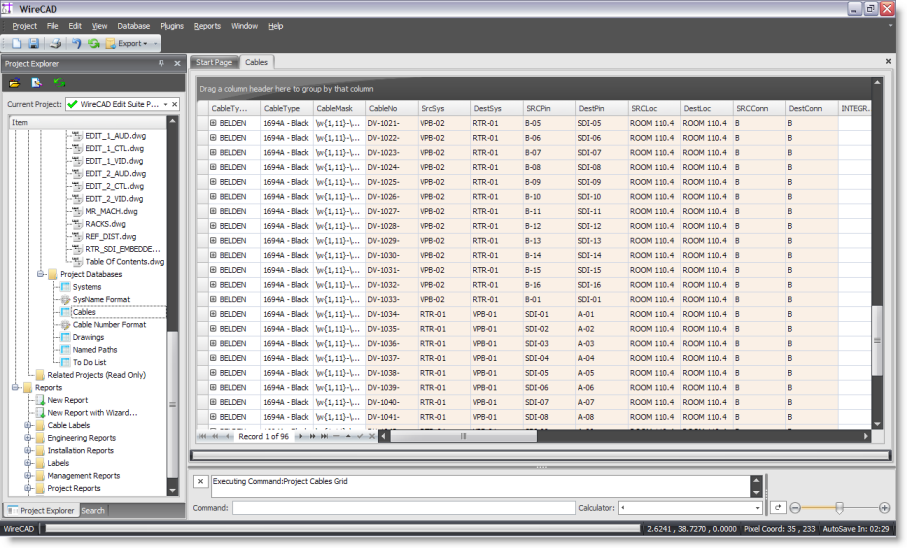 WireCAD
Project File Edit View Database Plugins Reports Window Help
Export
Project Explorer
Start Page Cables
Current Project: WireCAD Edit Suite P...
Item
EDIT_1_AUD.dwg
EDIT_1_CTL.dwg
EDIT_1_VID.dwg
EDIT_2_AUD.dwg
EDIT_2_CTL.dwg
EDIT_2_VID.dwg
MR_MACH.dwg
RACKS.dwg
REF_DIST.dwg
RTR_SDI_EMBEDDE...
Table Of Contents.dwg
Project Databases
Systems
SysName Format
Cables
Cable Number Format
Drawings
Named Paths
To Do List
Related Projects (Read Only)
Reports
New Report
New Report with Wizard...
Cable Labels
Engineering Reports
Installation Reports
Labels
Management Reports
Project Reports
Project Explorer Search
Drag a column header here to group by that column
CableTy... CableType CableMask CableNo SrcSys DestSys SRCPin DestPin SRCLoc DestLoc SRCConn DestConn INTEGR.
BELDEN 1694A - Black \w{1,11}-\... DV-1021- VPB-02 RTR-01 B-05 SDI-05 ROOM 110.4 ROOM 110.4 B B
BELDEN 1694A - Black \w{1,11}-\... DV-1022- VPB-02 RTR-01 B-06 SDI-06 ROOM 110.4 ROOM 110.4 B B
BELDEN 1694A - Black \w{1,11}-\... DV-1023- VPB-02 RTR-01 B-07 SDI-07 ROOM 110.4 ROOM 110.4 B B
BELDEN 1694A - Black \w{1,11}-\... DV-1024- VPB-02 RTR-01 B-08 SDI-08 ROOM 110.4 ROOM 110.4 B B
BELDEN 1694A - Black \w{1,11}-\... DV-1025- VPB-02 RTR-01 B-09 SDI-09 ROOM 110.4 ROOM 110.4 B B
BELDEN 1694A - Black \w{1,11}-\... DV-1026- VPB-02 RTR-01 B-10 SDI-10 ROOM 110.4 ROOM 110.4 B B
BELDEN 1694A - Black \w{1,11}-\... DV-1027- VPB-02 RTR-01 B-11 SDI-11 ROOM 110.4 ROOM 110.4 B B
BELDEN 1694A - Black \w{1,11}-\... DV-1028- VPB-02 RTR-01 B-12 SDI-12 ROOM 110.4 ROOM 110.4 B B
BELDEN 1694A - Black \w{1,11}-\... DV-1029- VPB-02 RTR-01 B-13 SDI-13 ROOM 110.4 ROOM 110.4 B B
BELDEN 1694A - Black \w{1,11}-\... DV-1030- VPB-02 RTR-01 B-14 SDI-14 ROOM 110.4 ROOM 110.4 B B
BELDEN 1694A - Black \w{1,11}-\... DV-1031- VPB-02 RTR-01 B-15 SDI-15 ROOM 110.4 ROOM 110.4 B B
BELDEN 1694A - Black \w{1,11}-\... DV-1032- VPB-02 RTR-01 B-16 SDI-16 ROOM 110.4 ROOM 110.4 B B
BELDEN 1694A - Black \w{1,11}-\... DV-1033- VPB-02 RTR-01 B-01 SDI-01 ROOM 110.4 ROOM 110.4 B B
BELDEN 1694A - Black \w{1,11}-\... DV-1034- RTR-01 VPB-01 SDI-01 A-01 ROOM 110.4 ROOM 110.4 B B
BELDEN 1694A - Black \w{1,11}-\... DV-1035- RTR-01 VPB-01 SDI-02 A-02 ROOM 110.4 ROOM 110.4 B B
BELDEN 1694A - Black \w{1,11}-\... DV-1036- RTR-01 VPB-01 SDI-03 A-03 ROOM 110.4 ROOM 110.4 B B
BELDEN 1694A - Black \w{1,11}-\... DV-1037- RTR-01 VPB-01 SDI-04 A-04 ROOM 110.4 ROOM 110.4 B B
BELDEN 1694A - Black \w{1,11}-\... DV-1038- RTR-01 VPB-01 SDI-05 A-05 ROOM 110.4 ROOM 110.4 B B
BELDEN 1694A - Black \w{1,11}-\... DV-1039- RTR-01 VPB-01 SDI-06 A-06 ROOM 110.4 ROOM 110.4 B B
BELDEN 1694A - Black \w{1,11}-\... DV-1040- RTR-01 VPB-01 SDI-07 A-07 ROOM 110.4 ROOM 110.4 B B
BELDEN 1694A - Black \w{1,11}-\... DV-1041- RTR-01 VPB-01 SDI-08 A-08 ROOM 110.4 ROOM 110.4 B B
Record 1 of 96
Executing Command:Project Cables Grid
Command: Calculator:
WireCAD 2.6241 , 38.7270 , 0.0000 Pixel Coord: 35 , 233 AutoSave In: 02:29